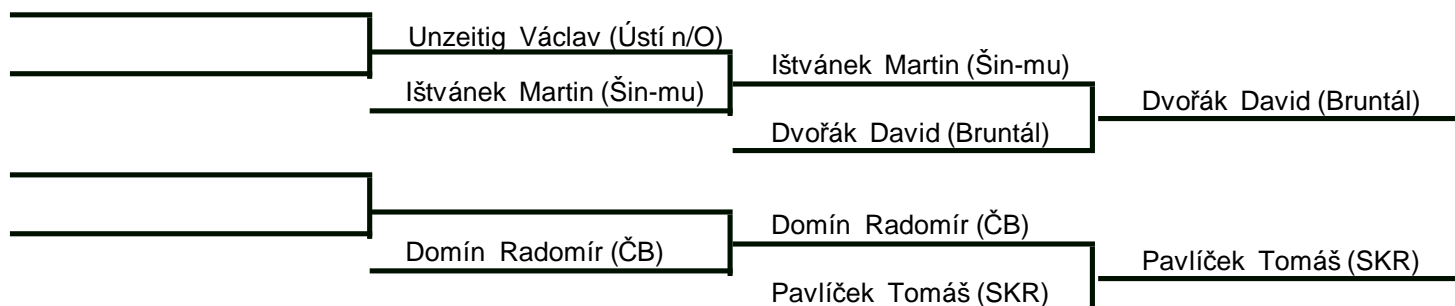 Unzeitig Václav (Ústí n/O)
Ištvánek Martin (Šin-mu)
Ištvánek Martin (Šin-mu)
Dvořák David (Bruntál)
Dvořák David (Bruntál)
Domín Radomír (ČB)
Domín Radomír (ČB)
Pavlíček Tomáš (SKR)
Pavlíček Tomáš (SKR)